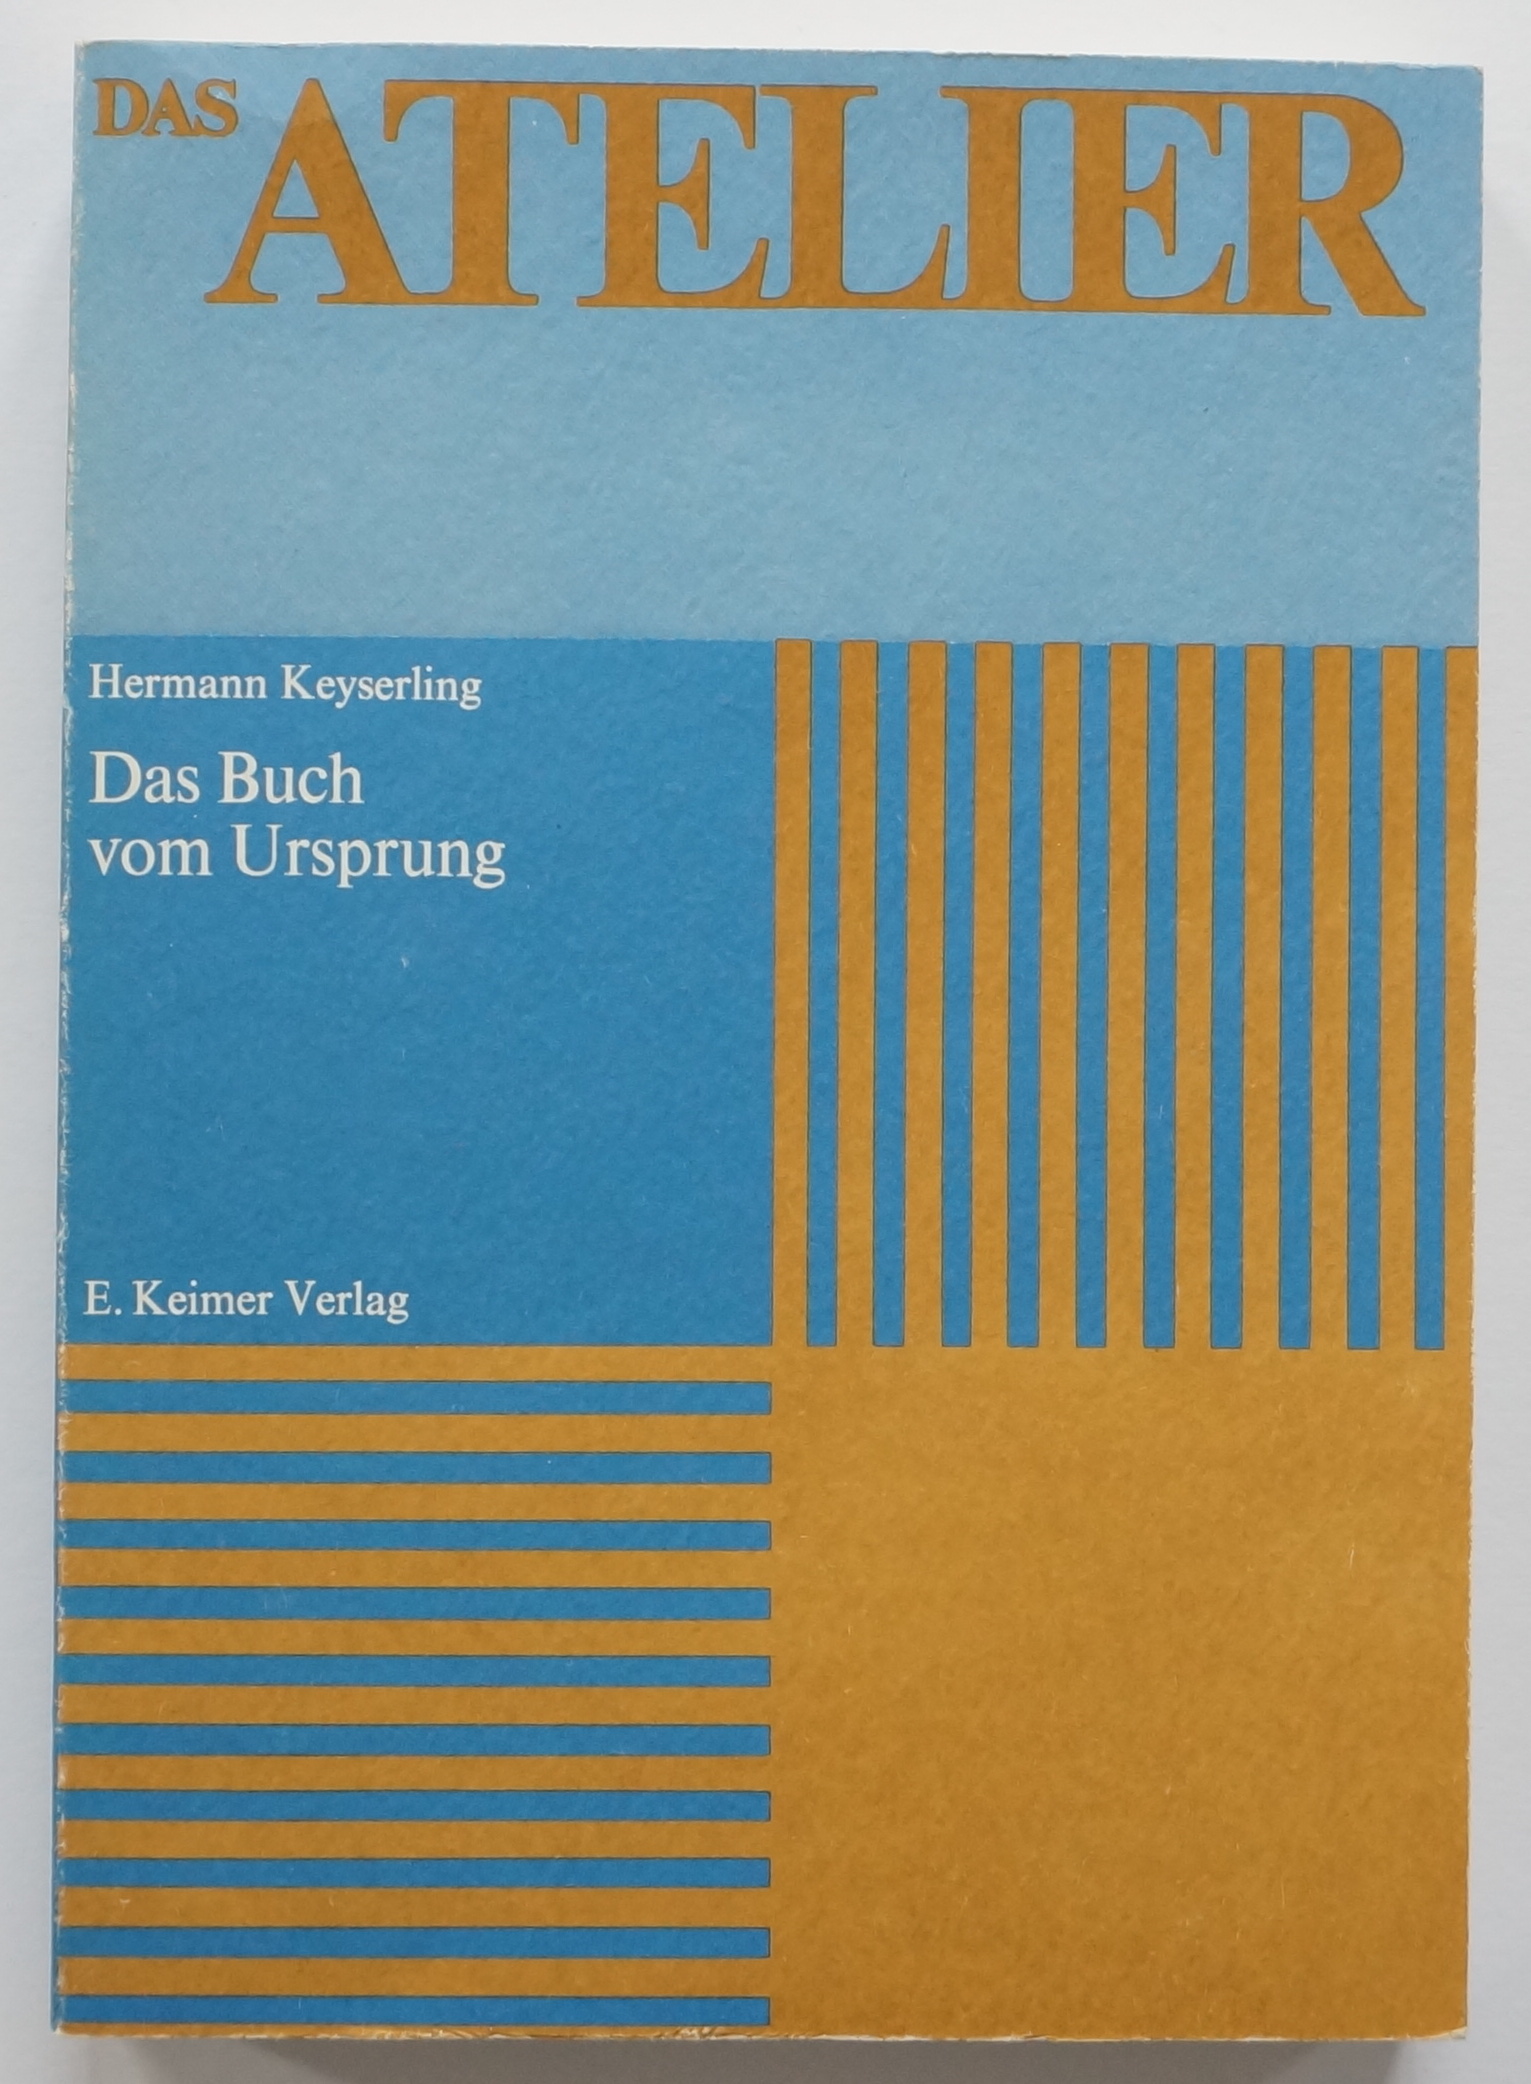 DAS ATELIER
Hermann Keyserling
Das Buch
vom Ursprung
E. Keimer Verlag